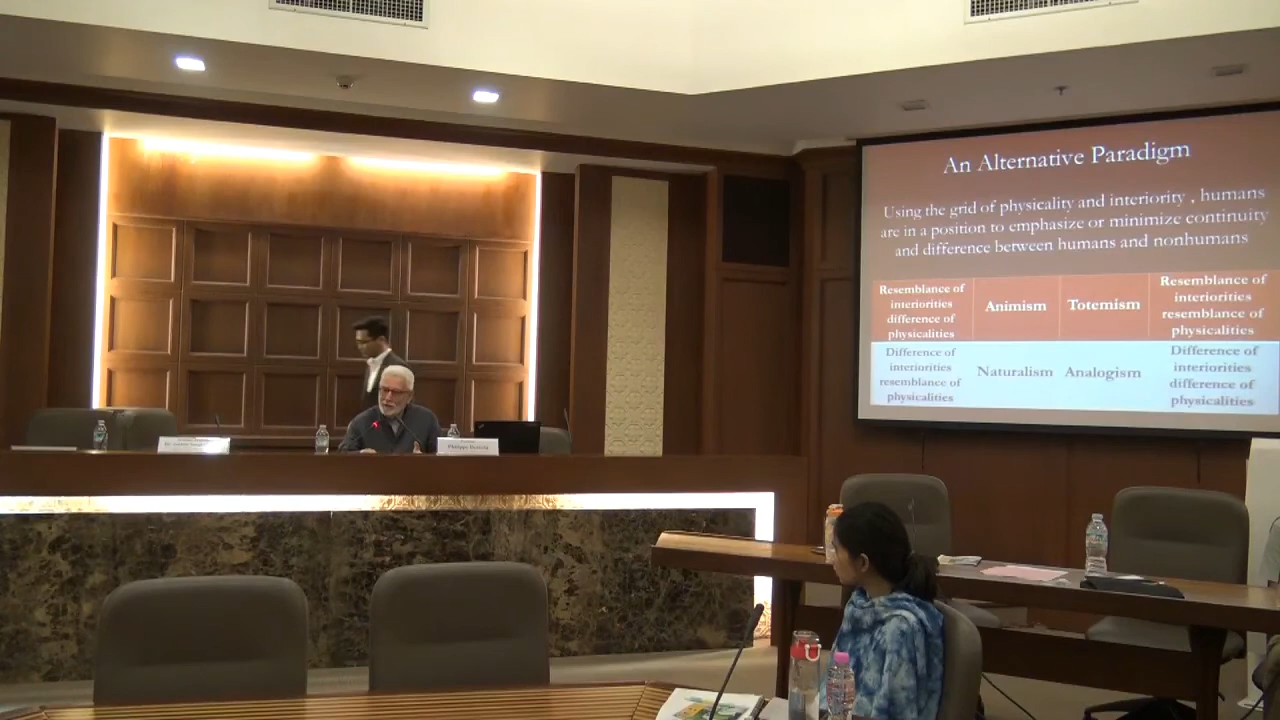 An Alternative Paradigm
Using the grid of physicality and interiority , humans
are in a position to emphasize or minimize continuity
and difference between humans and nonhumans
Resemblance of
interiorities
difference of
physicalities
Animism
Totemism
Resemblance of
interiorities
resemblance of
physicalities
Difference of
interiorities
resemblance of
physicalities
Naturalism
Analogism
Difference of
interiorities
difference of
physicalities
Philippe Descola